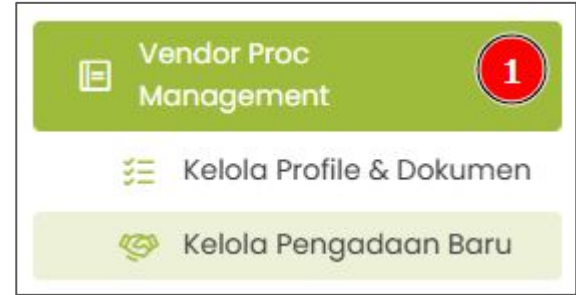 Vendor Proc
Management
1
Kelola Profile & Dokumen
Kelola Pengadaan Baru